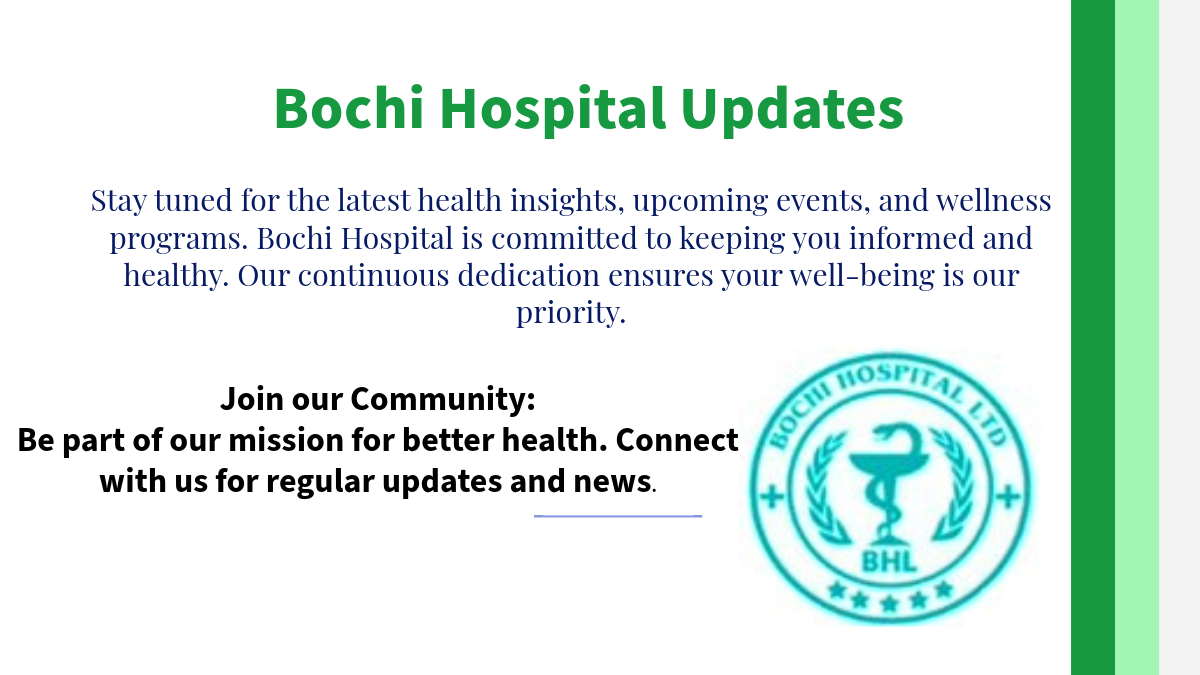 Bochi Hospital Updates
Stay tuned for the latest health insights, upcoming events, and wellness
programs. Bochi Hospital is committed to keeping you informed and
healthy. Our continuous dedication ensures your well-being is our
priority.
Join our Community:
Be part of our mission for better health. Connect
with us for regular updates and news.
BOCHI HOSPITAL LTD
BHL